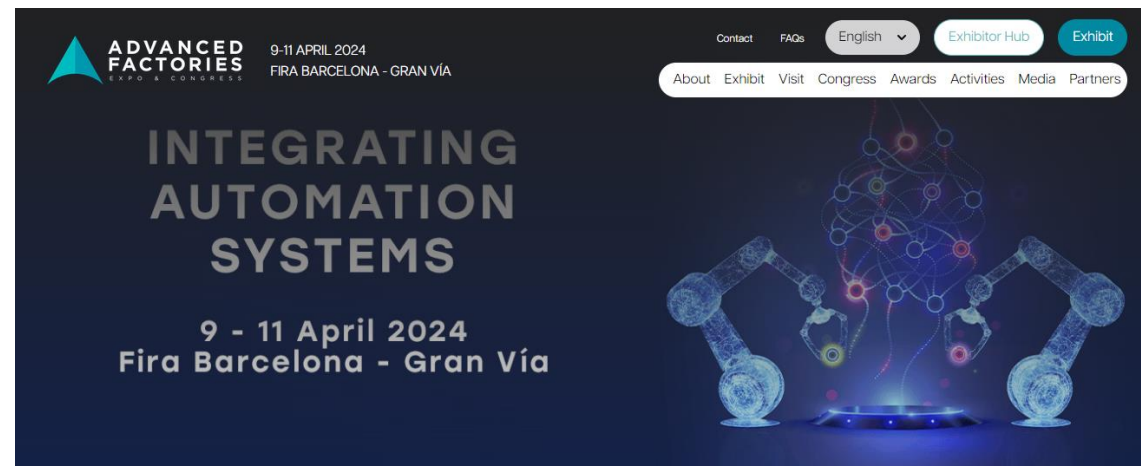 ADVANCED
FACTORIES
EXPO & CONGRESS
9-11 APRIL 2024
FIRA BARCELONA - GRAN VÍA
Contact FAQs English Exhibitor Hub Exhibit
About Exhibit Visit Congress Awards Activities Media Partners
INTEGRATING
AUTOMATION
SYSTEMS
9 - 11 April 2024
Fira Barcelona - Gran Vía